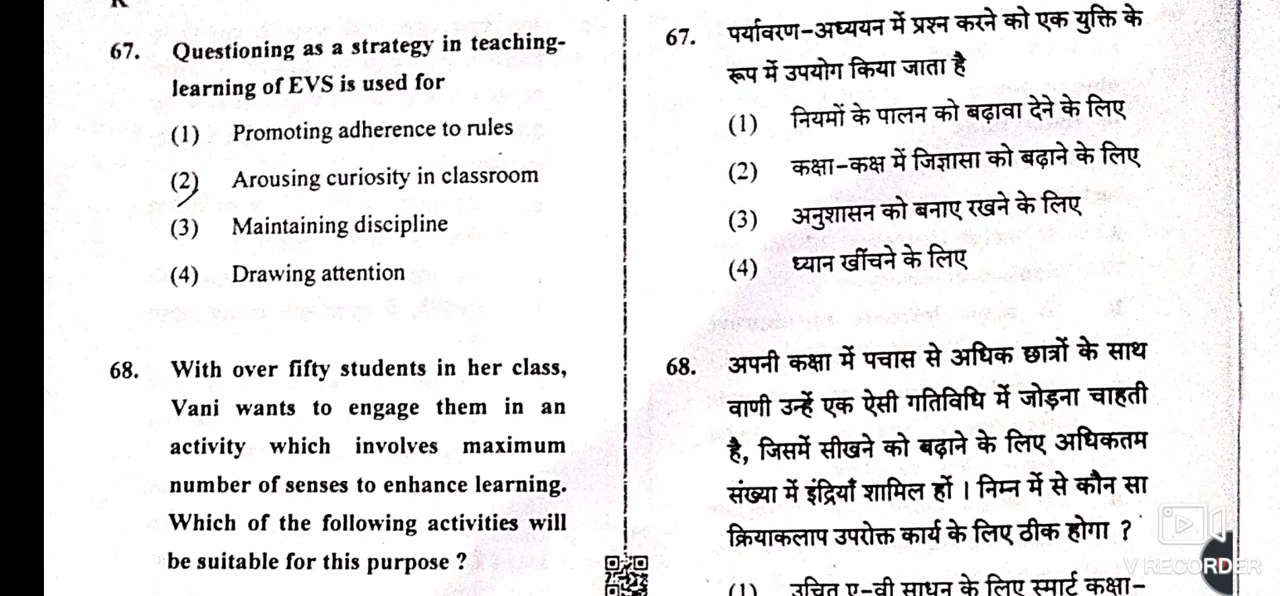 67. Questioning as a strategy in teaching-
learning of EVS is used for
(1) Promoting adherence to rules
(2) Arousing curiosity in classroom
(3) Maintaining discipline
(4) Drawing attention
68. With over fifty students in her class,
Vani wants to engage them in an
activity which involves maximum
number of senses to enhance learning.
Which of the following activities will
be suitable for this purpose ?
67. पर्यावरण-अध्ययन में प्रश्न करने को एक युक्ति के
रूप में उपयोग किया जाता है
(1) नियमों के पालन को बढ़ावा देने के लिए
(2) कक्षा-कक्ष में जिज्ञासा को बढ़ाने के लिए
(3) अनुशासन को बनाए रखने के लिए
(4) ध्यान खींचने के लिए
68. अपनी कक्षा में पचास से अधिक छात्रों के साथ
वाणी उन्हें एक ऐसी गतिविधि में जोड़ना चाहती
है, जिसमें सीखने को बढ़ाने के लिए अधिकतम
संख्या में इंद्रियाँ शामिल हों । निम्न में से कौन सा
क्रियाकलाप उपरोक्त कार्य के लिए ठीक होगा ?
(1) उचित ए-वी साधन के लिए स्मार्ट कक्षा-
V RECORDER